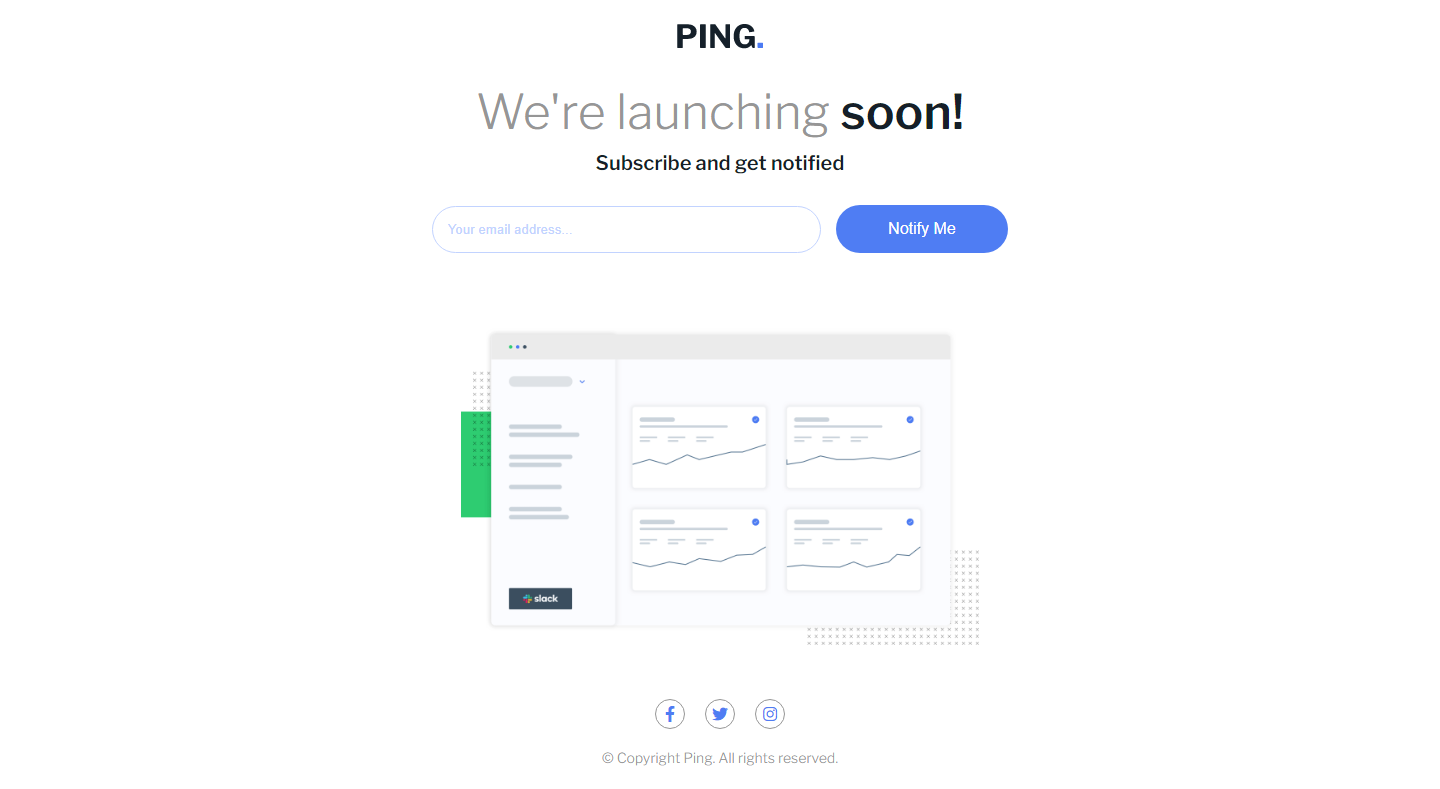 PING.
We're launching soon!
Subscribe and get notified
Your email address...
Notify Me
slack
© Copyright Ping. All rights reserved.